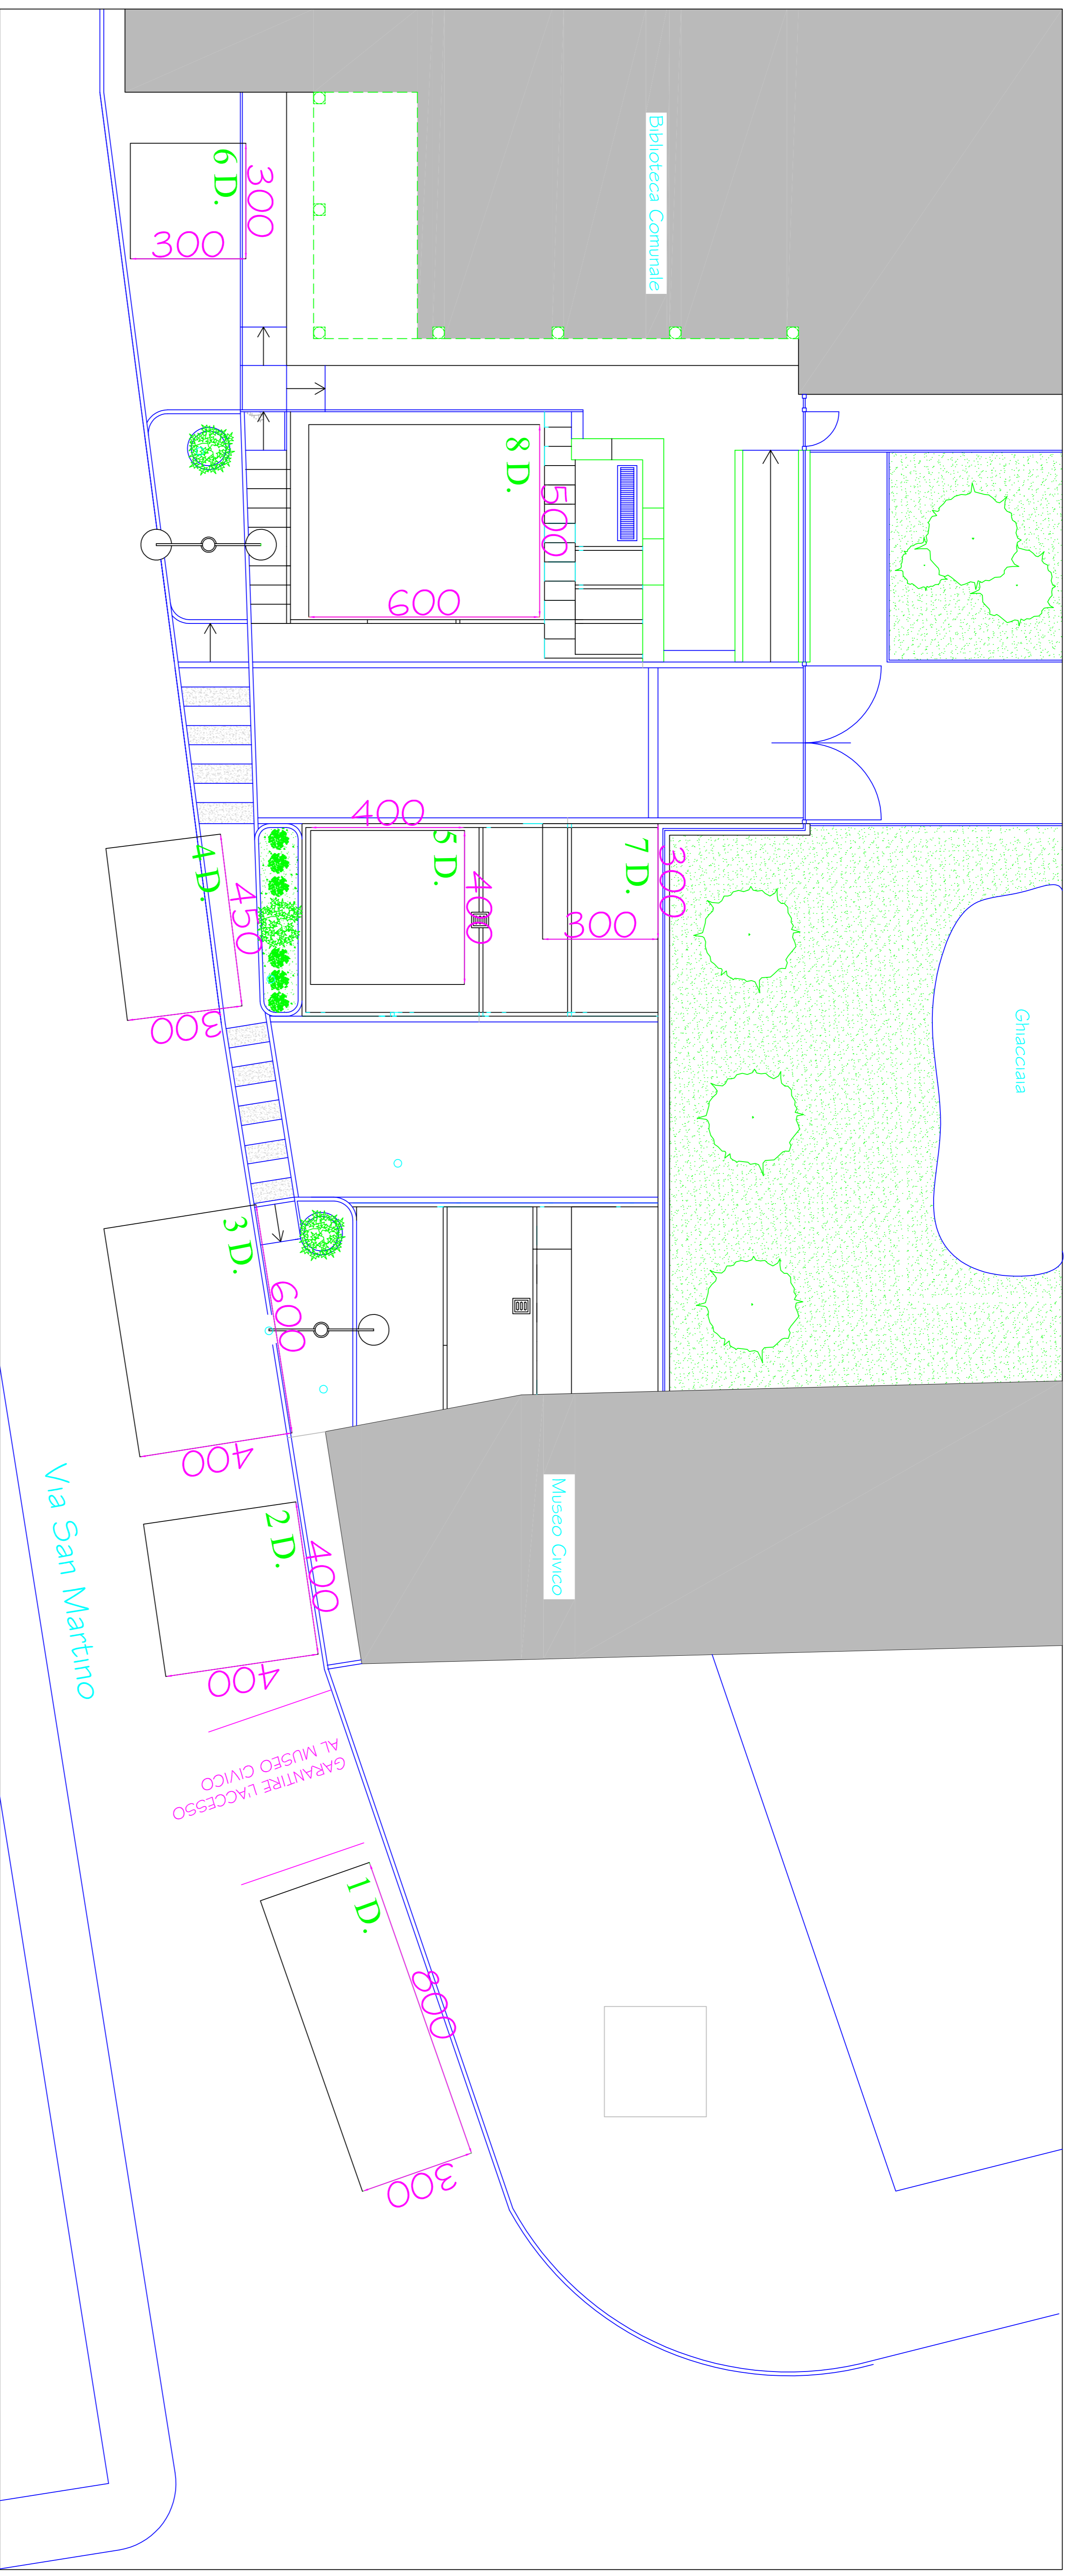 Biblioteca Comunale
6 D.
300
300
8 D.
500
600
400
5 D.
400
7 D.
300
300
4 D.
450
300
Ghiacciaia
3 D.
600
400
Museo Civico
2 D.
400
400
Via San Martino
GARANTIRE L'ACCESSO
AL MUSEO CIVICO
1 D.
800
300